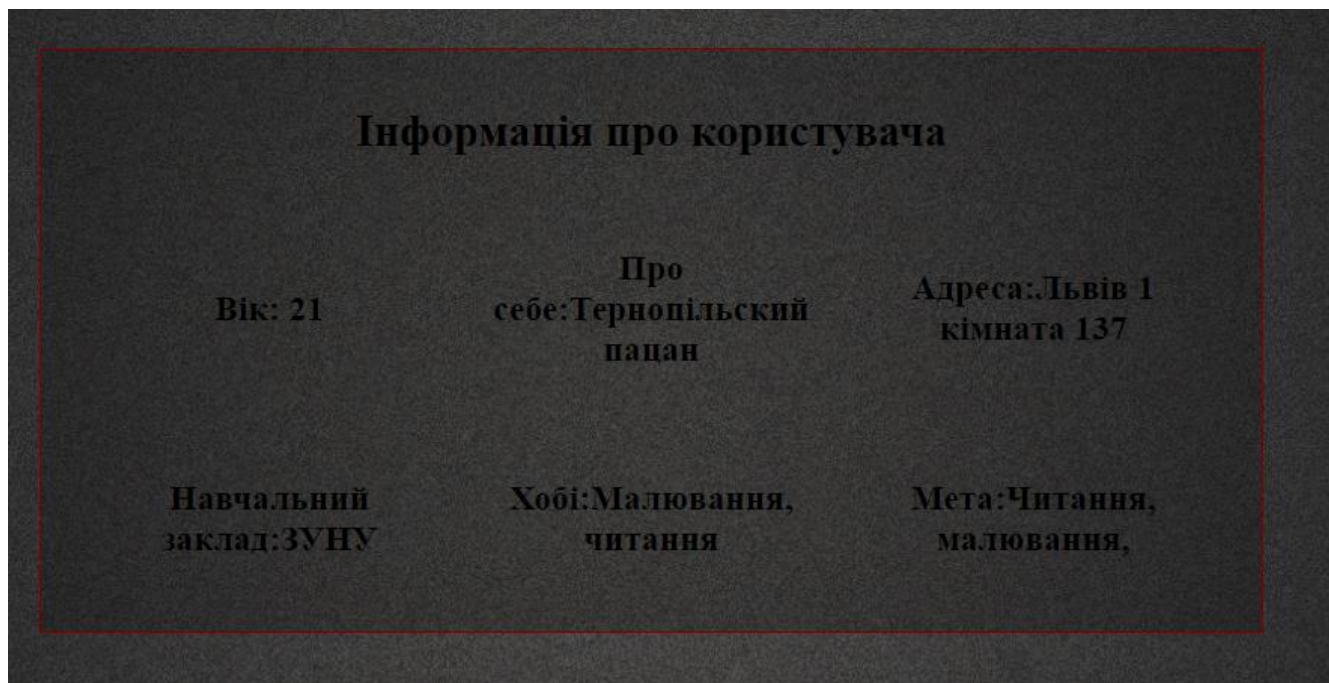 Інформація про користувача
Вік: 21
Про
себе:Тернопільский
пацан
Адреса:Львів 1
кімната 137
Навчальний
заклад:ЗУНУ
Хобі:Малювання,
читання
Мета:Читання,
малювання,